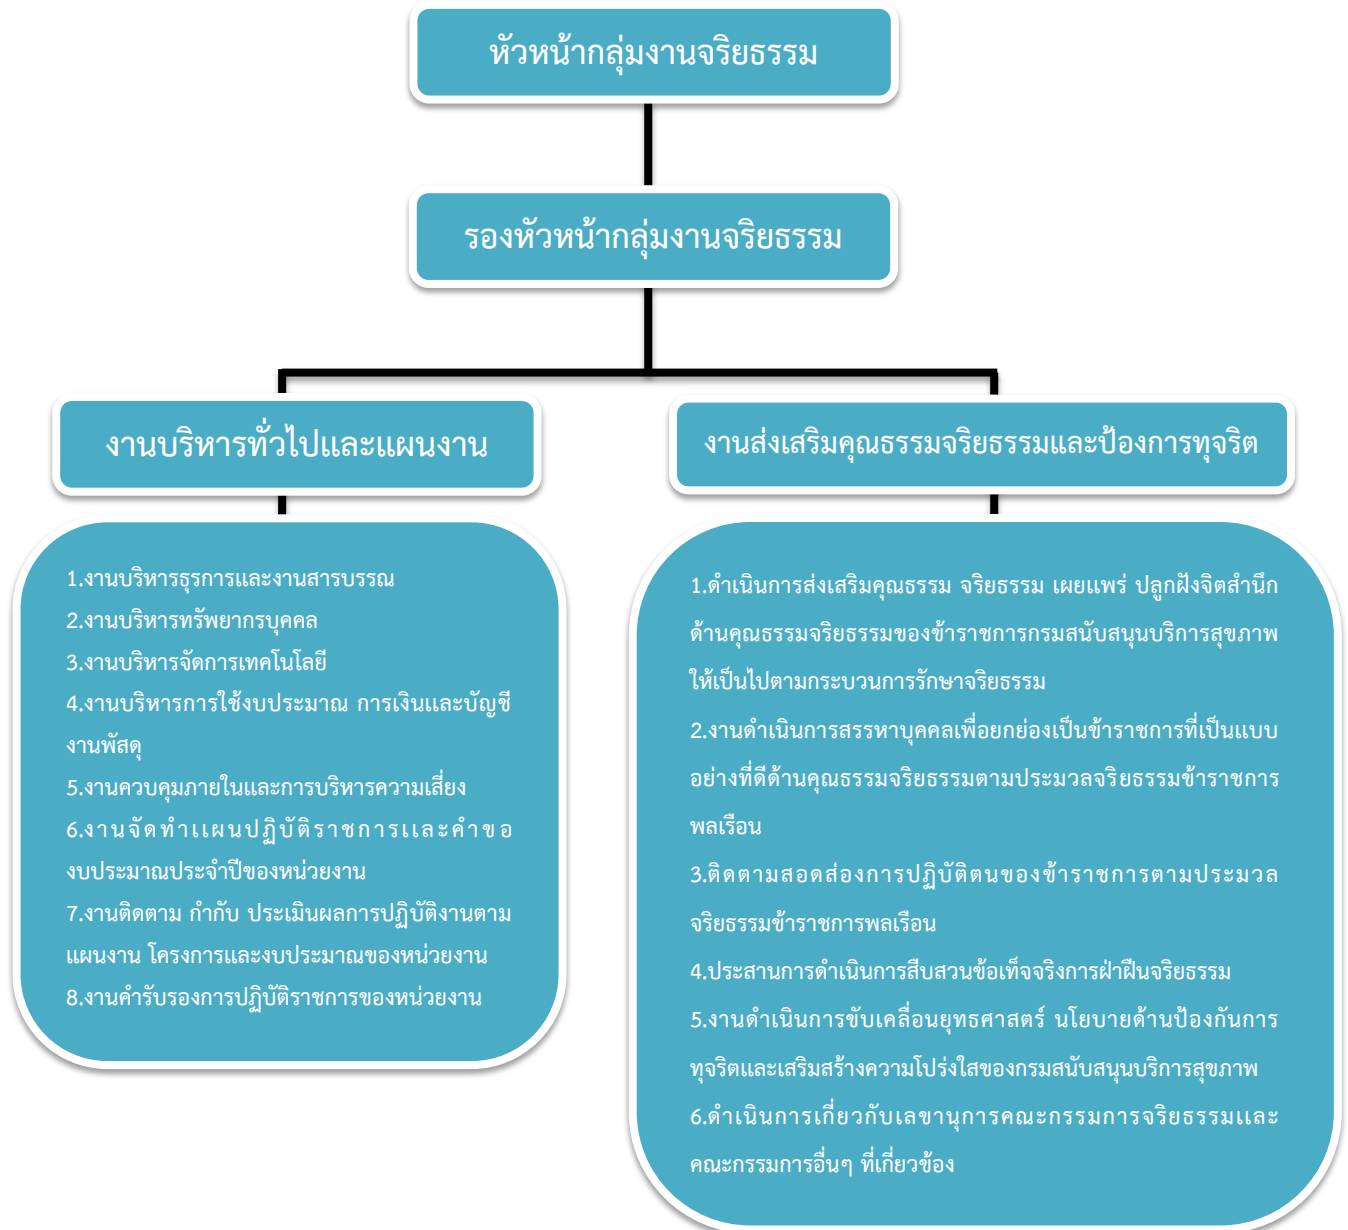 หัวหน้ากลุ่มงานจริยธรรม
รองหัวหน้ากลุ่มงานจริยธรรม
งานบริหารทั่วไปและแผนงาน
1.งานบริหารธุรการและงานสารบรรณ
2.งานบริหารทรัพยากรบุคคล
3.งานบริหารจัดการเทคโนโลยี
4.งานบริหารการใช้งบประมาณ การเงินและบัญชี
งานพัสดุ
5.งานควบคุมภายในและการบริหารความเสี่ยง
6.งานจัดทำแผนปฏิบัติราชการและคำขอ
งบประมาณประจำปีของหน่วยงาน
7.งานติดตาม กำกับ ประเมินผลการปฏิบัติงานตาม
แผนงาน โครงการและงบประมาณของหน่วยงาน
8.งานคำรับรองการปฏิบัติราชการของหน่วยงาน
งานส่งเสริมคุณธรรมจริยธรรมและป้องการทุจริต
1.ดำเนินการส่งเสริมคุณธรรม จริยธรรม เผยแพร่ ปลูกฝังจิตสำนึก
ด้านคุณธรรมจริยธรรมของข้าราชการกรมสนับสนุนบริการสุขภาพ
ให้เป็นไปตามกระบวนการรักษาจริยธรรม
2.งานดำเนินการสรรหาบุคคลเพื่อยกย่องเป็นข้าราชการที่เป็นแบบ
อย่างที่ดีด้านคุณธรรมจริยธรรมตามประมวลจริยธรรมข้าราชการ
พลเรือน
3.ติดตามสอดส่องการปฏิบัติตนของข้าราชการตามประมวล
จริยธรรมข้าราชการพลเรือน
4.ประสานการดำเนินการสืบสวนข้อเท็จจริงการฝ่าฝืนจริยธรรม
5.งานดำเนินการขับเคลื่อนยุทธศาสตร์ นโยบายด้านป้องกันการ
ทุจริตและเสริมสร้างความโปร่งใสของกรมสนับสนุนบริการสุขภาพ
6.ดำเนินการเกี่ยวกับเลขานุการคณะกรรมการจริยธรรมและ
คณะกรรมการอื่นๆ ที่เกี่ยวข้อง